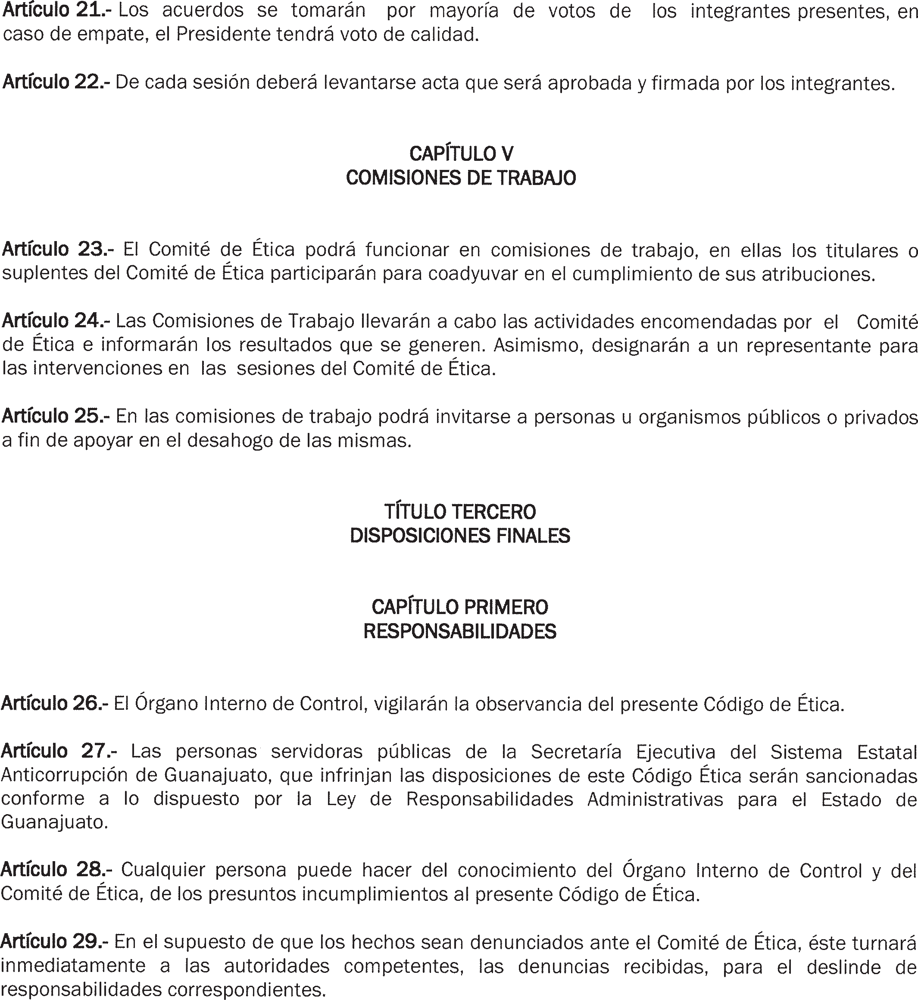 Artículo 21.- Los acuerdos se tomarán por mayoría de votos de los integrantes presentes, en
caso de empate, el Presidente tendrá voto de calidad.
Artículo 22.- De cada sesión deberá levantarse acta que será aprobada y firmada por los integrantes.
CAPÍTULO V
COMISIONES DE TRABAJO
Artículo 23.- El Comité de Ética podrá funcionar en comisiones de trabajo, en ellas los titulares o
suplentes del Comité de Ética participarán para coadyuvar en el cumplimiento de sus atribuciones.
Artículo 24.- Las Comisiones de Trabajo llevarán a cabo las actividades encomendadas por el Comité
de Ética e informarán los resultados que se generen. Asimismo, designarán a un representante para
las intervenciones en las sesiones del Comité de Ética.
Artículo 25.- En las comisiones de trabajo podrá invitarse a personas u organismos públicos o privados
a fin de apoyar en el desahogo de las mismas.
TÍTULO TERCERO
DISPOSICIONES FINALES
CAPÍTULO PRIMERO
RESPONSABILIDADES
Artículo 26.- El Órgano Interno de Control, vigilarán la observancia del presente Código de Ética.
Artículo 27.- Las personas servidoras públicas de la Secretaría Ejecutiva del Sistema Estatal
Anticorrupción de Guanajuato, que infrinjan las disposiciones de este Código Ética serán sancionadas
conforme a lo dispuesto por la Ley de Responsabilidades Administrativas para el Estado de
Guanajuato.
Artículo 28.- Cualquier persona puede hacer del conocimiento del Órgano Interno de Control y del
Comité de Ética, de los presuntos incumplimientos al presente Código de Ética.
Artículo 29.- En el supuesto de que los hechos sean denunciados ante el Comité de Ética, éste turnará
inmediatamente a las autoridades competentes, las denuncias recibidas, para el deslinde de
responsabilidades correspondientes.